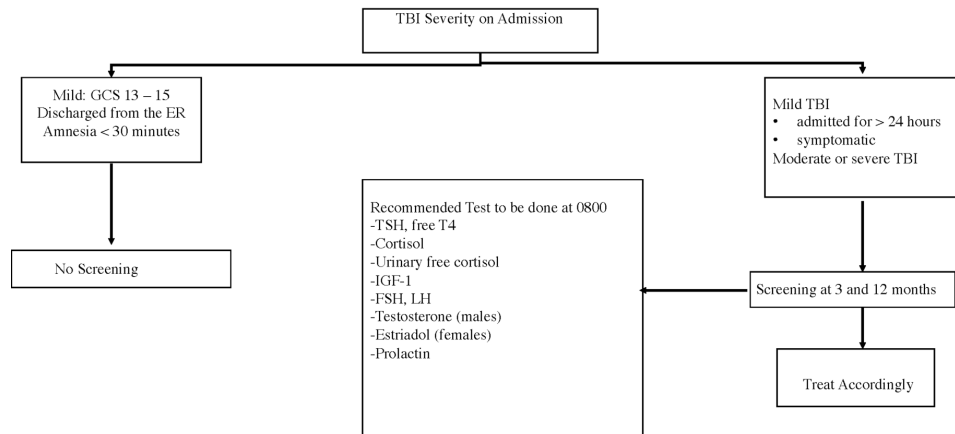 TBI Severity on Admission
Mild: GCS 13 – 15
Discharged from the ER
Amnesia < 30 minutes
No Screening
Mild TBI
• admitted for > 24 hours
• symptomatic
Moderate or severe TBI
Screening at 3 and 12 months
Recommended Test to be done at 0800
-TSH, free T4
-Cortisol
-Urinary free cortisol
-IGF-1
-FSH, LH
-Testosterone (males)
-Estriadol (females)
-Prolactin
Treat Accordingly